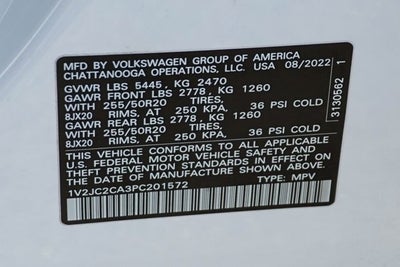 MFD BY VOLKSWAGEN GROUP OF AMERICA
CHATTANOOGA OPERATIONS, LLC. USA 08/2022
GVWR LBS 5445, KG 2470
GAWR FRONT LBS 2778, KG 1260
WITH 255/50R20 TIRES,
8JX20 RIMS, AT 250 KPA. 36 PSI COLD
GAWR REAR LBS 2778, KG 1260
WITH 255/50R20 TIRES,
8JX20 RIMS, AT 250 KPA. 36 PSI COLD
THIS VEHICLE CONFORMS TO ALL APPLICABLE
U.S. FEDERAL MOTOR VEHICLE SAFETY AND
THEFT PREVENTION STANDARDS IN EFFECT ON
THE DATE OF MANUFACTURE SHOWN ABOVE.
1V2JC2CA3PC201572 TYPE: MPV
3130562 1